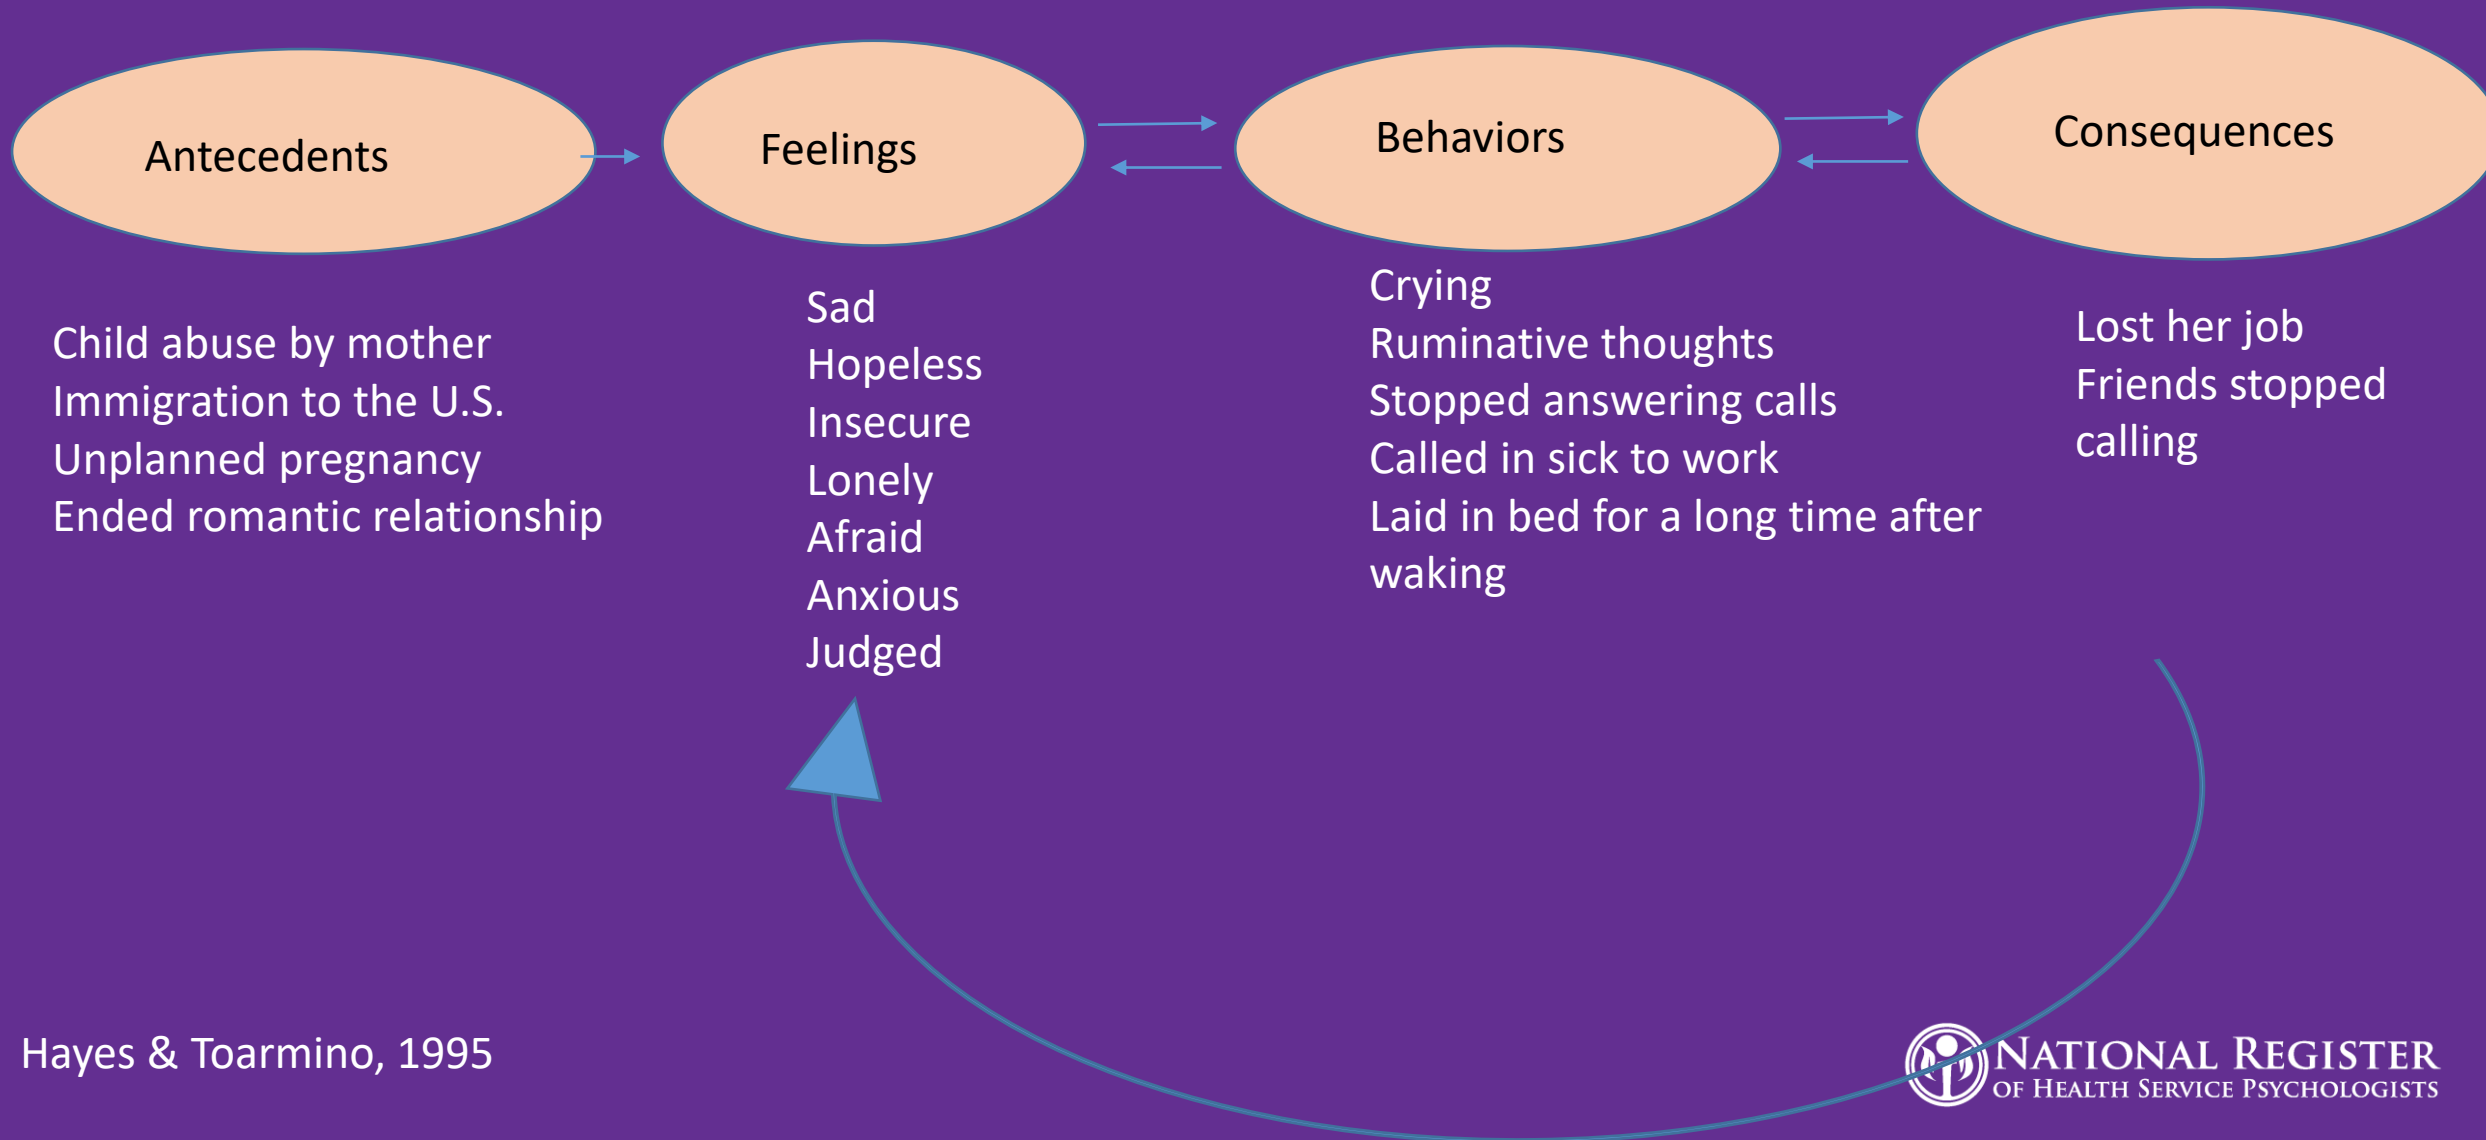 Antecedents
Feelings
Behaviors
Consequences
Child abuse by mother
Immigration to the U.S.
Unplanned pregnancy
Ended romantic relationship
Sad
Hopeless
Insecure
Lonely
Afraid
Anxious
Judged
Crying
Ruminative thoughts
Stopped answering calls
Called in sick to work
Laid in bed for a long time after
waking
Lost her job
Friends stopped
calling
Hayes & Toarmino, 1995
NATIONAL REGISTER
OF HEALTH SERVICE PSYCHOLOGISTS